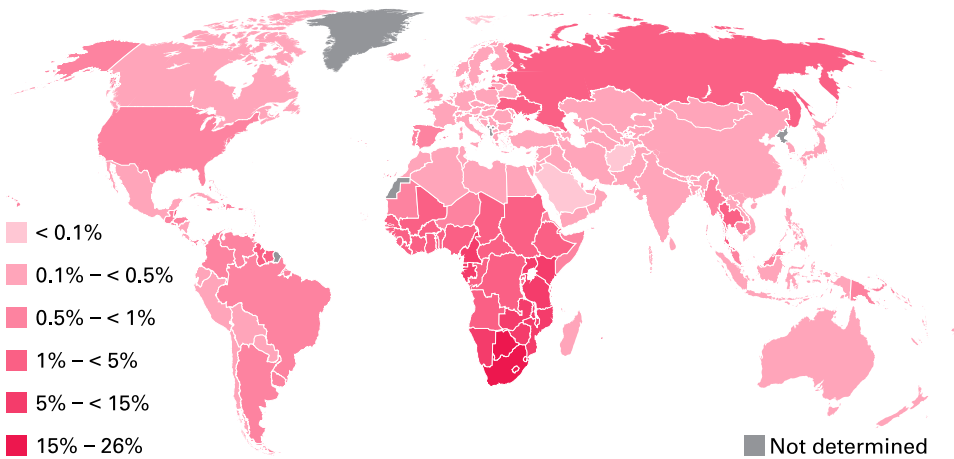 < 0.1%
0.1% – < 0.5%
0.5% – < 1%
1% – < 5%
5% – < 15%
15% – 26%
Not determined